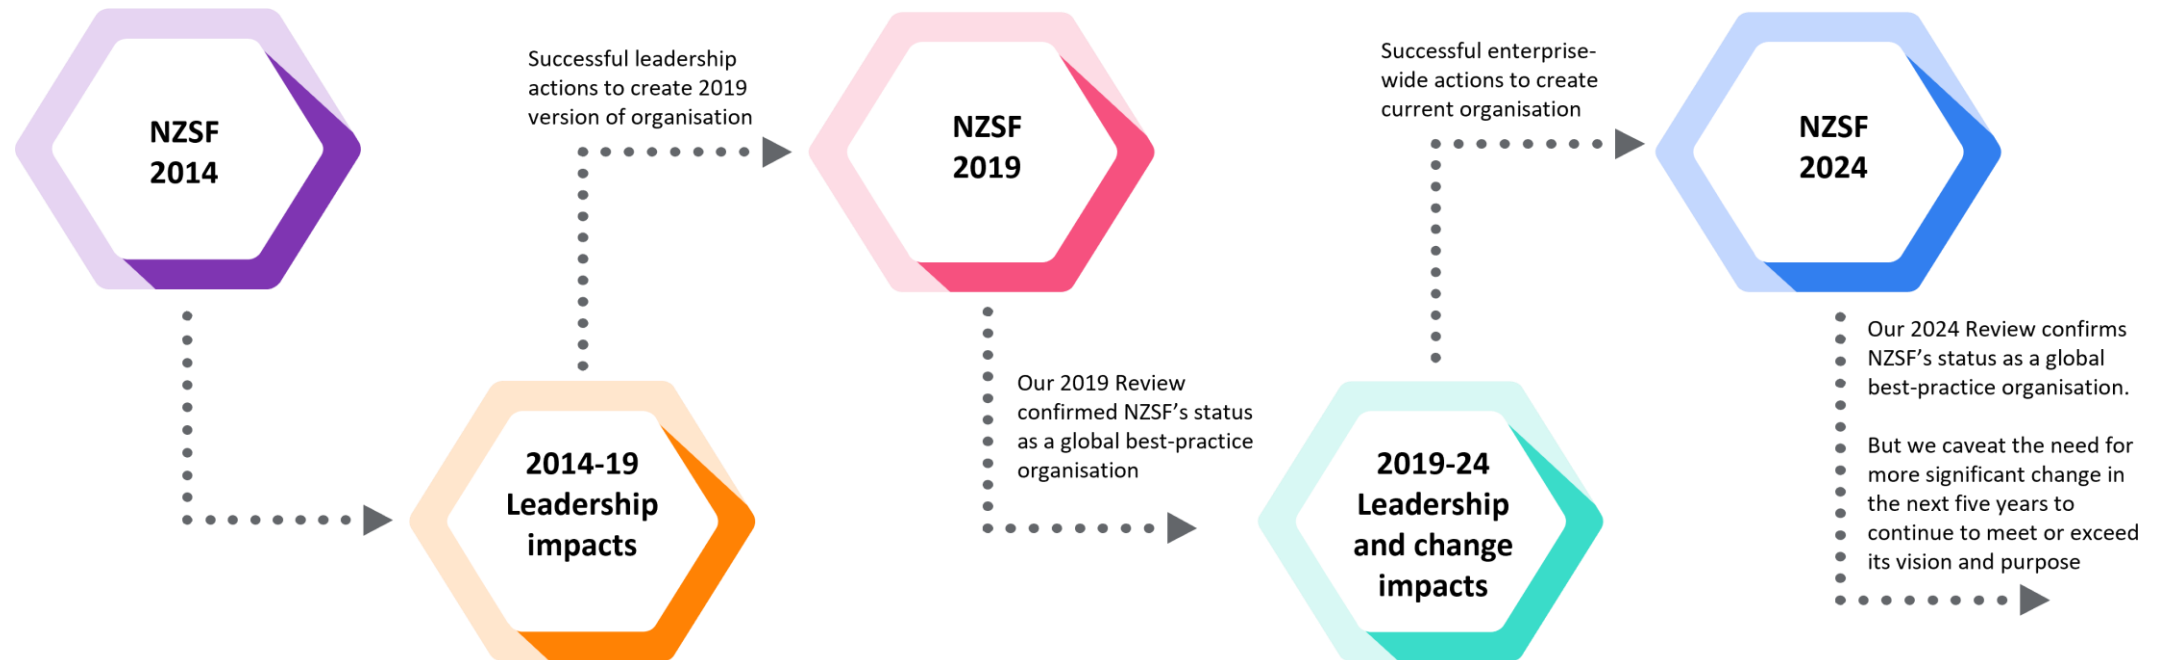 NZSF
2014
2014-19
Leadership
impacts
Successful leadership
actions to create 2019
version of organisation
NZSF
2019
Our 2019 Review
confirmed NZSF’s status
as a global best-practice
organisation
2019-24
Leadership
and change
impacts
Successful enterprise-
wide actions to create
current organisation
NZSF
2024
Our 2024 Review confirms
NZSF’s status as a global
best-practice organisation.
But we caveat the need for
more significant change in
the next five years to
continue to meet or exceed
its vision and purpose